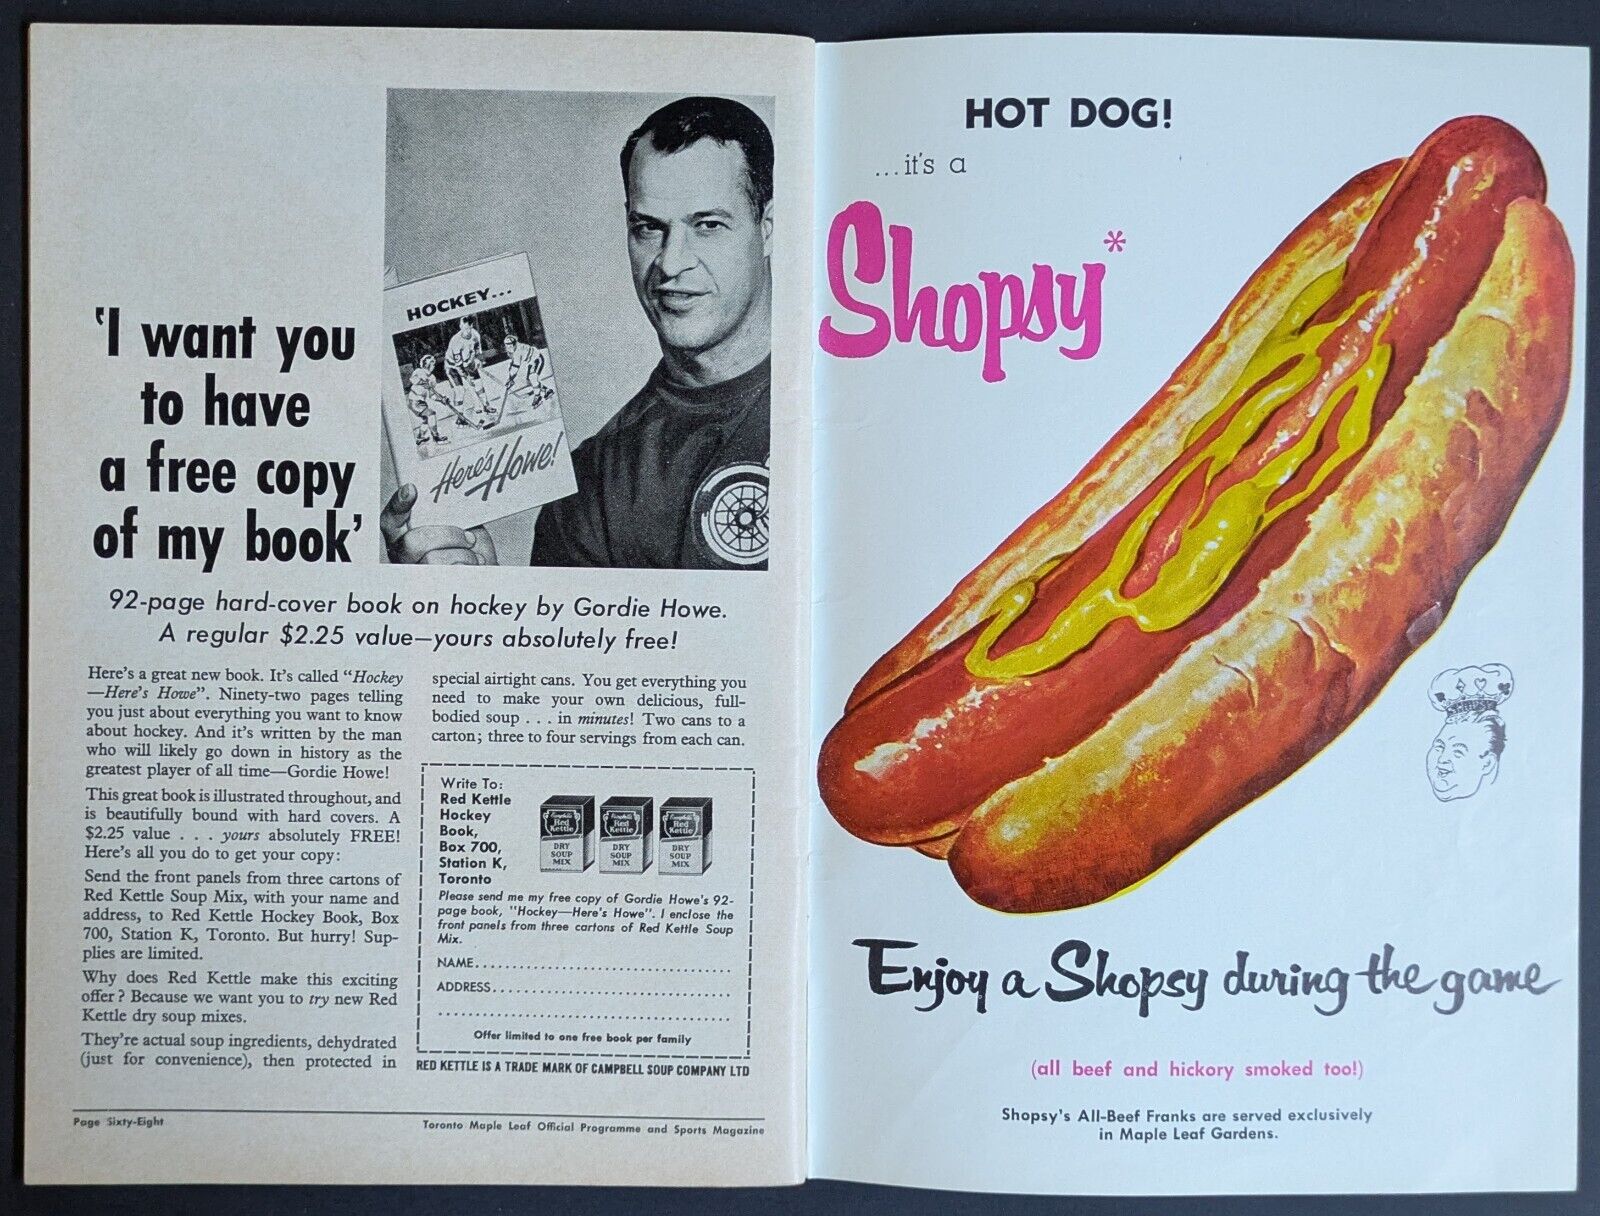 HOCKEY...
Here's Howe!
'I want you
to have
a free copy
of my book'
92-page hard-cover book on hockey by Gordie Howe.
A regular $2.25 value—yours absolutely free!
Here's a great new book. It's called "Hockey
—Here's Howe". Ninety-two pages telling
you just about everything you want to know
about hockey. And it's written by the man
who will likely go down in history as the
greatest player of all time—Gordie Howe!
This great book is illustrated throughout, and
is beautifully bound with hard covers. A
$2.25 value . . . yours absolutely FREE!
Here's all you do to get your copy:
Send the front panels from three cartons of
Red Kettle Soup Mix, with your name and
address, to Red Kettle Hockey Book, Box
700, Station K, Toronto. But hurry! Sup-
plies are limited.
Why does Red Kettle make this exciting
offer? Because we want you to try new Red
Kettle dry soup mixes.
They're actual soup ingredients, dehydrated
(just for convenience), then protected in
special airtight cans. You get everything you
need to make your own delicious, full-
bodied soup . . . in minutes! Two cans to a
carton; three to four servings from each can.
Write To:
Red Kettle
Hockey
Book,
Box 700,
Station K,
Toronto
Campbell's
Red
Kettle
DRY
SOUP
MIX
Campbell's
Red
Kettle
DRY
SOUP
MIX
Campbell's
Red
Kettle
DRY
SOUP
MIX
Please send me my free copy of Gordie Howe's 92-
page book, "Hockey—Here's Howe". I enclose the
front panels from three cartons of Red Kettle Soup
Mix.
NAME
ADDRESS
Offer limited to one free book per family
RED KETTLE IS A TRADE MARK OF CAMPBELL SOUP COMPANY LTD
Page Sixty-Eight
Toronto Maple Leaf Official Programme and Sports Magazine
HOT DOG!
...it's a
Shopsy*
Enjoy a Shopsy during the game
(all beef and hickory smoked too!)
Shopsy's All-Beef Franks are served exclusively
in Maple Leaf Gardens.